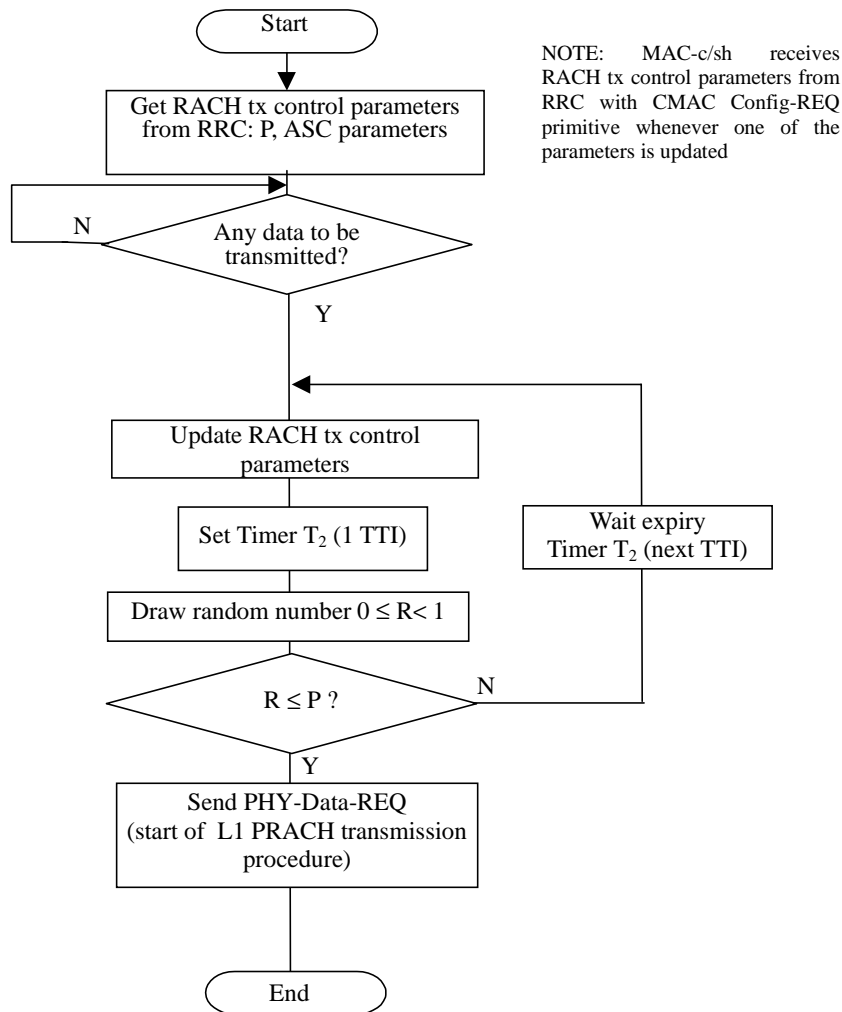 Start
NOTE: MAC-c/sh receives
RACH tx control parameters from
RRC with CMAC Config-REQ
primitive whenever one of the
parameters is updated
Get RACH tx control parameters
from RRC: P, ASC parameters
N
Any data to be
transmitted?
Y
Update RACH tx control
parameters
Set Timer T₂ (1 TTI)
Wait expiry
Timer T₂ (next TTI)
Draw random number 0 ≤ R< 1
R ≤ P ?
N
Y
Send PHY-Data-REQ
(start of L1 PRACH transmission
procedure)
End